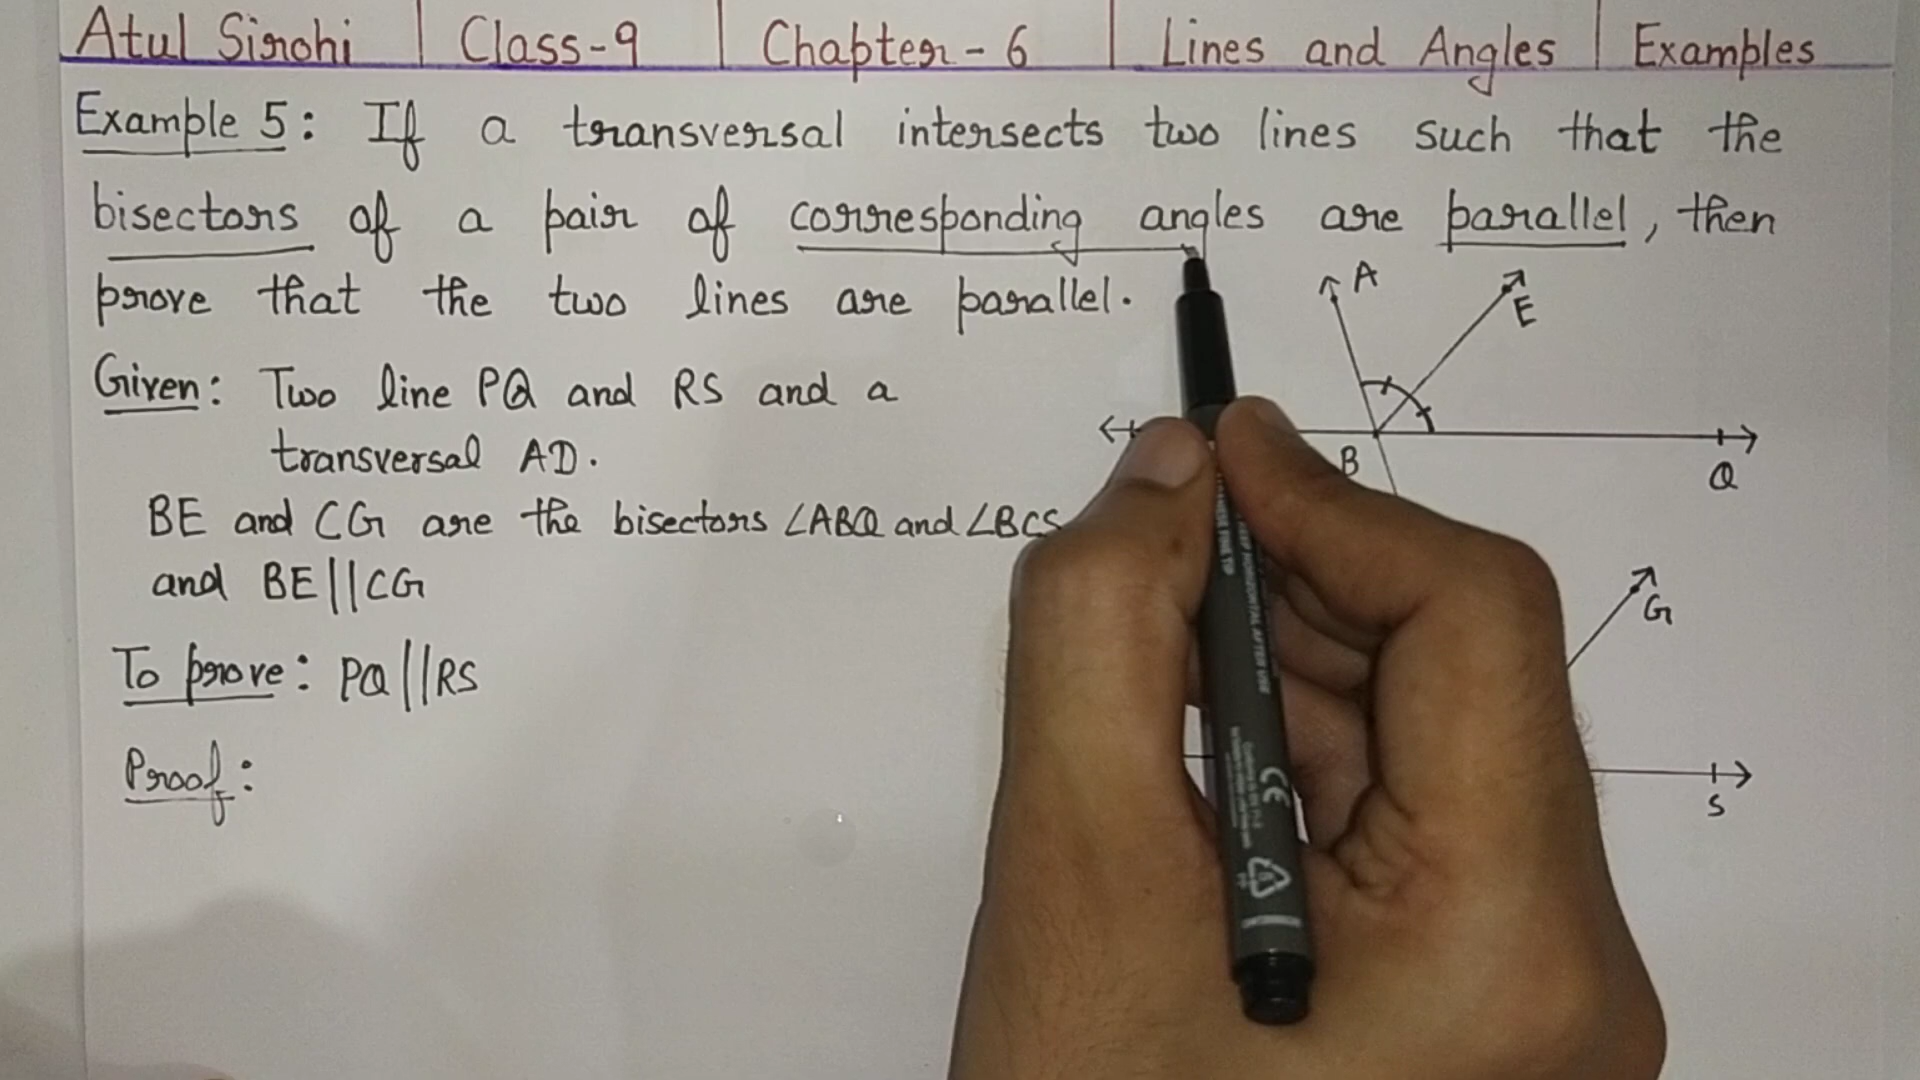 Atul Sirohi | Class-9 | Chapter-6 | Lines and Angles | Examples
Example 5: If a transversal intersects two lines such that the
bisectors of a pair of corresponding angles are parallel, then
prove that the two lines are parallel.
Given: Two line PQ and RS and a
transversal AD.
BE and CG are the bisectors ∠ABQ and ∠BCS
and BE||CG
To prove: PQ||RS
Proof:
A
E
B
Q
G
S
CE